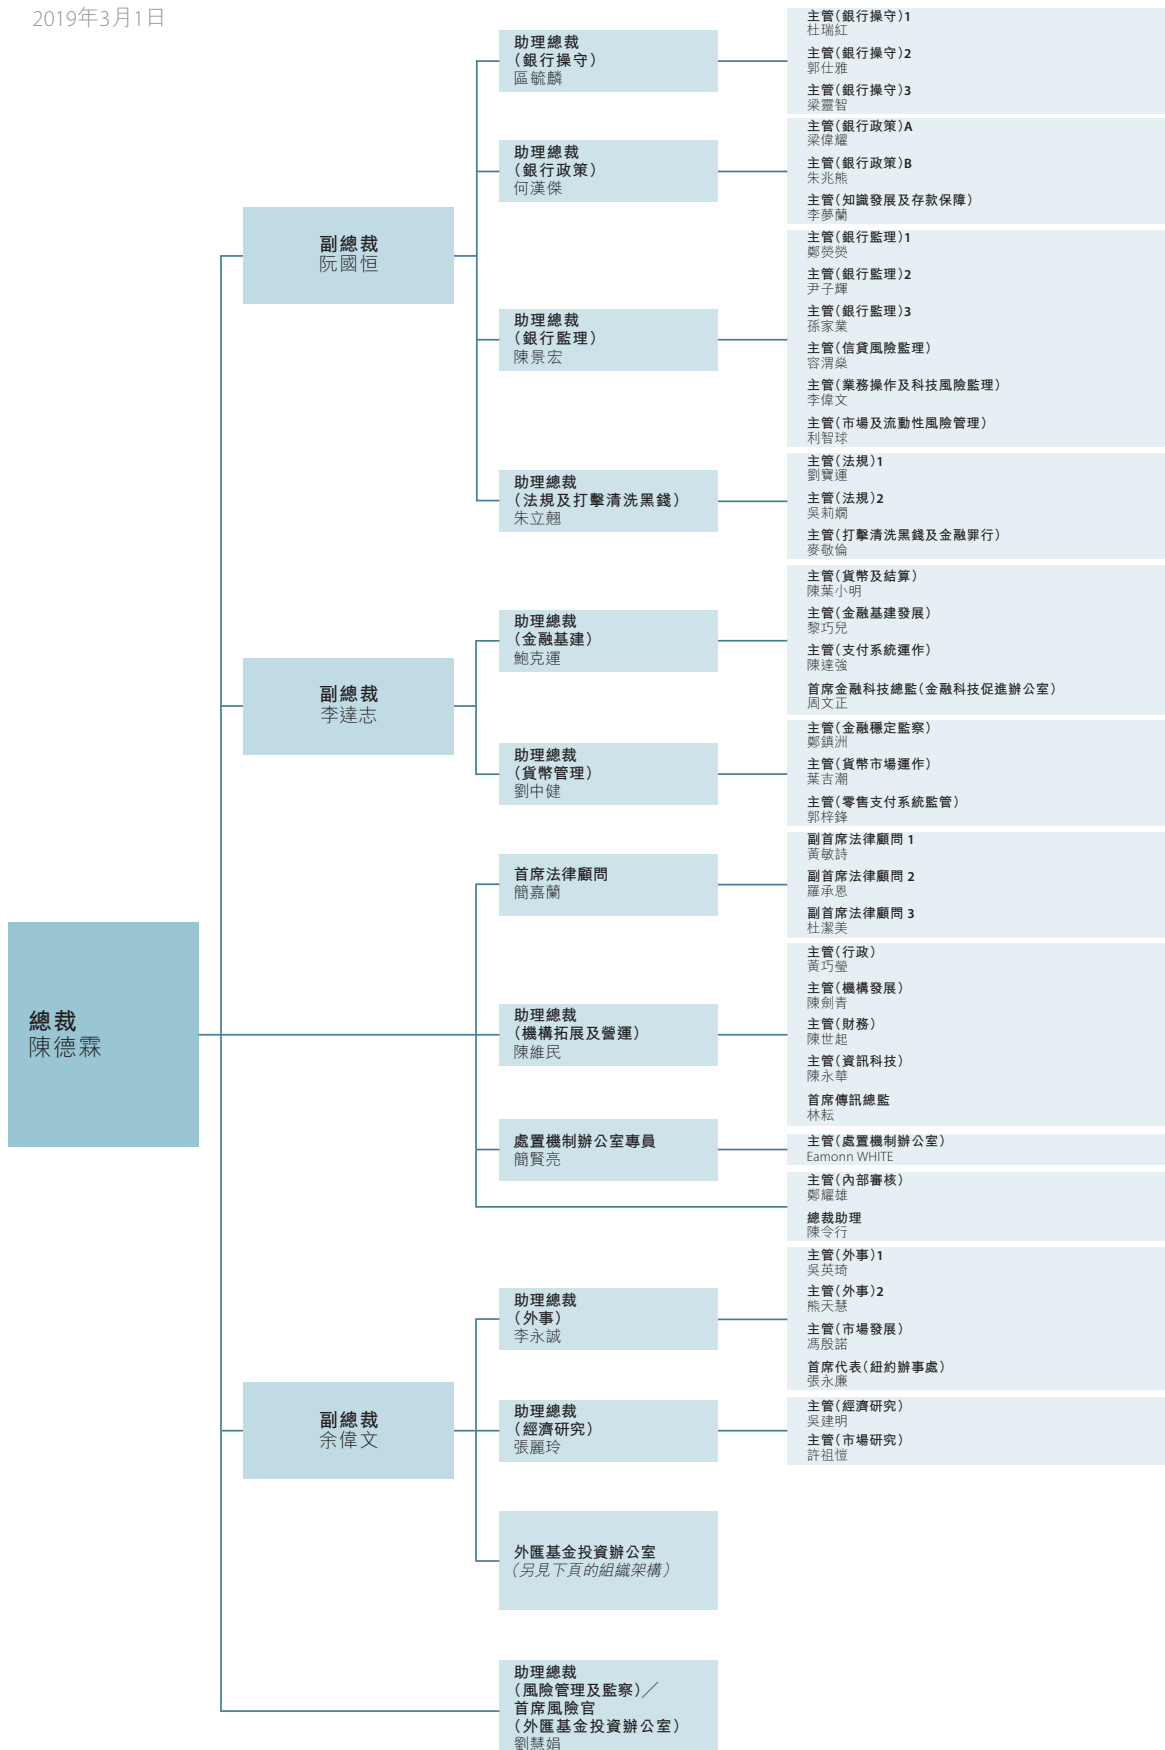 2019年3月1日
總裁
陳德霖
副總裁
阮國恒
助理總裁
（銀行操守）
區毓麟
主管（銀行操守）1
杜瑞紅
主管（銀行操守）2
郭仕雅
主管（銀行操守）3
梁靈智
助理總裁
（銀行政策）
何漢傑
主管（銀行政策）A
梁偉耀
主管（銀行政策）B
朱兆熊
主管（知識發展及存款保障）
李夢蘭
助理總裁
（銀行監理）
陳景宏
主管（銀行監理）1
鄭熒熒
主管（銀行監理）2
尹子輝
主管（銀行監理）3
孫家業
主管（信貸風險監理）
容渭燊
主管（業務操作及科技風險監理）
李偉文
主管（市場及流動性風險管理）
利智球
助理總裁
（法規及打擊清洗黑錢）
朱立翹
主管（法規）1
劉寶運
主管（法規）2
吳莉嫺
主管（打擊清洗黑錢及金融罪行）
麥敬倫
副總裁
李達志
助理總裁
（金融基建）
鮑克運
主管（貨幣及結算）
陳葉小明
主管（金融基建發展）
黎巧兒
主管（支付系統運作）
陳達強
首席金融科技總監（金融科技促進辦公室）
周文正
助理總裁
（貨幣管理）
劉中健
主管（金融穩定監察）
鄭鎮洲
主管（貨幣市場運作）
葉吉潮
主管（零售支付系統監管）
郭梓鋒
首席法律顧問
簡嘉蘭
副首席法律顧問 1
黃敏詩
副首席法律顧問 2
羅承恩
副首席法律顧問 3
杜潔美
助理總裁
（機構拓展及營運）
陳維民
主管（行政）
黃巧瑩
主管（機構發展）
陳劍青
主管（財務）
陳世起
主管（資訊科技）
陳永華
首席傳訊總監
林耘
處置機制辦公室專員
簡賢亮
主管（處置機制辦公室）
Eamonn WHITE
主管（內部審核）
鄭耀雄
總裁助理
陳令行
副總裁
余偉文
助理總裁
（外事）
李永誠
主管（外事）1
吳英琦
主管（外事）2
熊天慧
主管（市場發展）
馮殷諾
首席代表（紐約辦事處）
張永廉
助理總裁
（經濟研究）
張麗玲
主管（經濟研究）
吳建明
主管（市場研究）
許祖愷
外匯基金投資辦公室
（另見下頁的組織架構）
助理總裁
（風險管理及監察）╱
首席風險官
（外匯基金投資辦公室）
劉慧娟